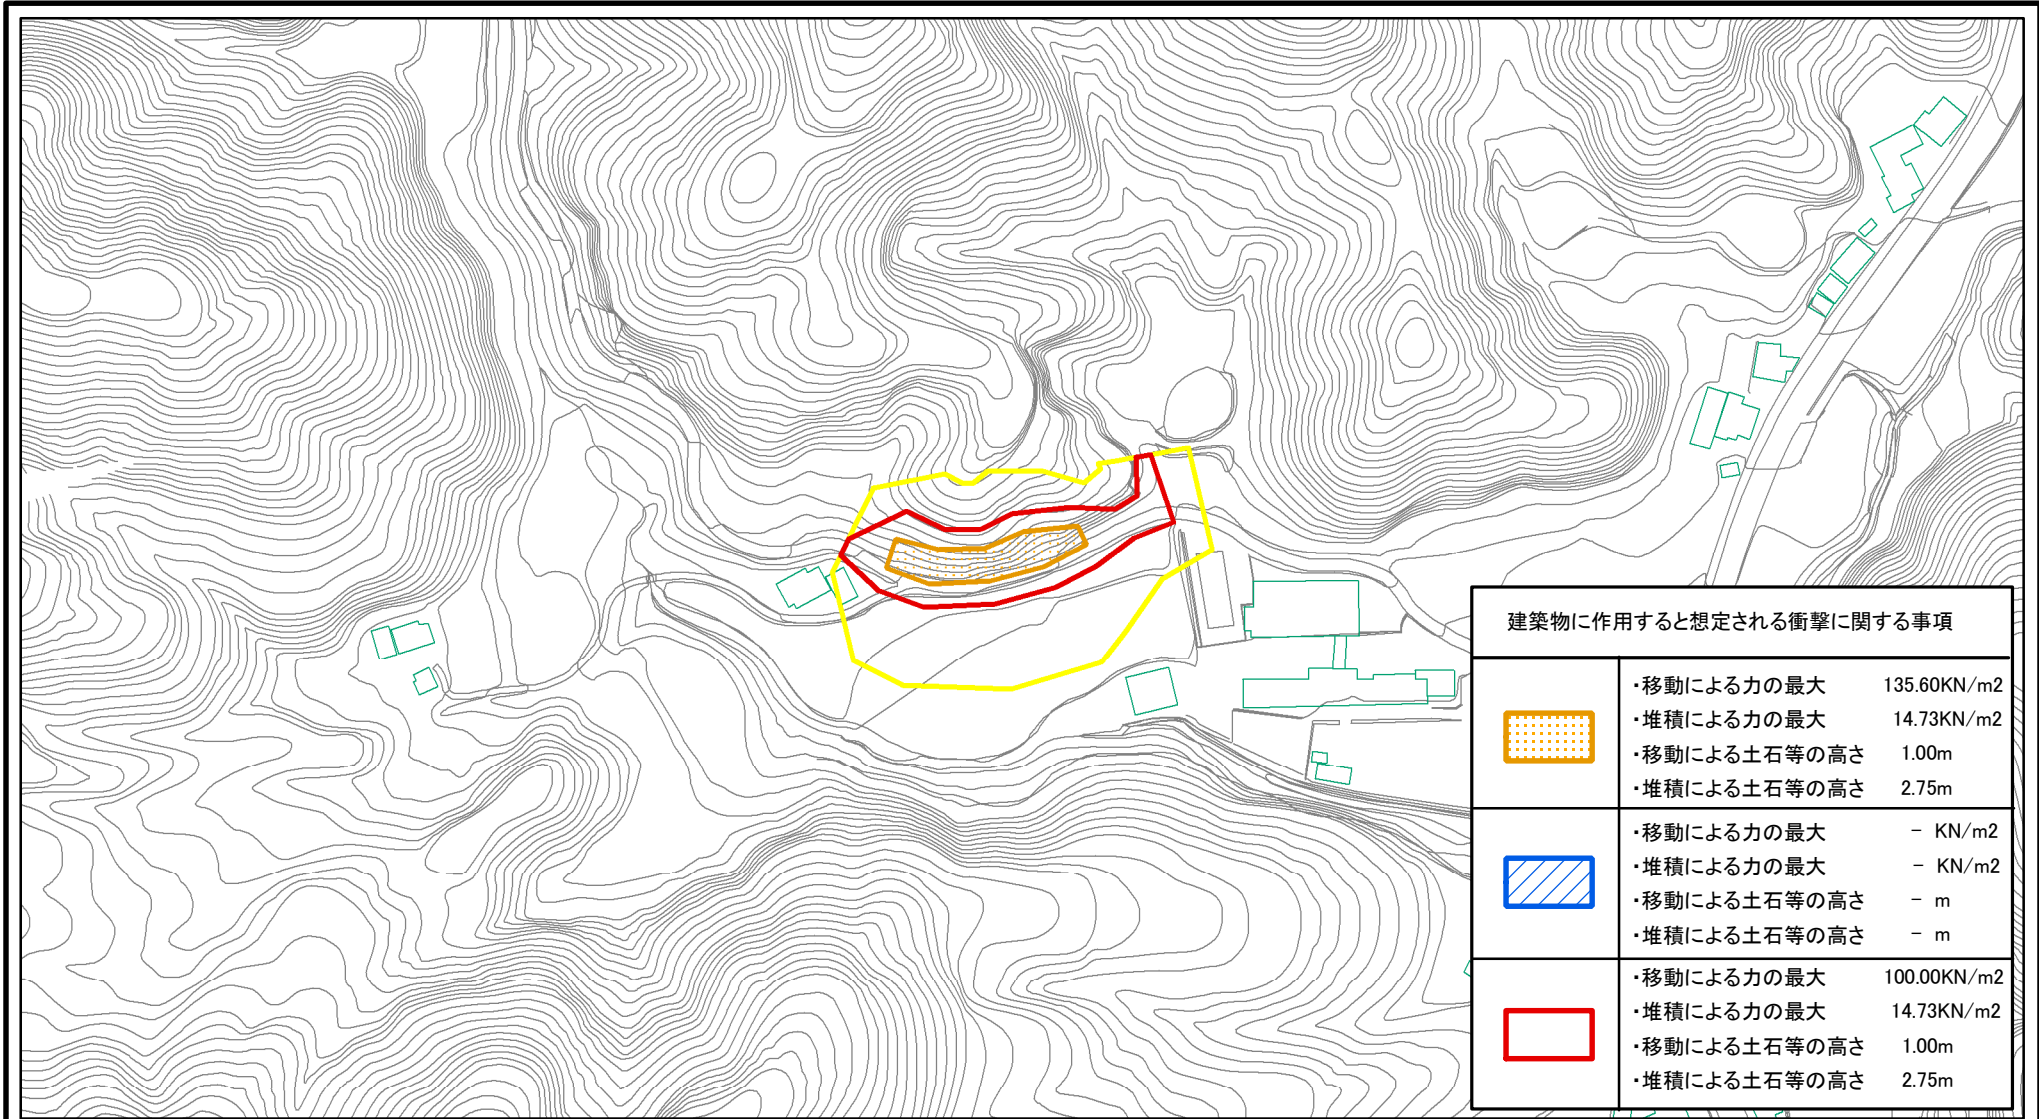 建築物に作用すると想定される衝撃に関する事項
・移動による力の最大 135.60KN/m2
・堆積による力の最大 14.73KN/m2
・移動による土石等の高さ 1.00m
・堆積による土石等の高さ 2.75m
・移動による力の最大 - KN/m2
・堆積による力の最大 - KN/m2
・移動による土石等の高さ - m
・堆積による土石等の高さ - m
・移動による力の最大 100.00KN/m2
・堆積による力の最大 14.73KN/m2
・移動による土石等の高さ 1.00m
・堆積による土石等の高さ 2.75m